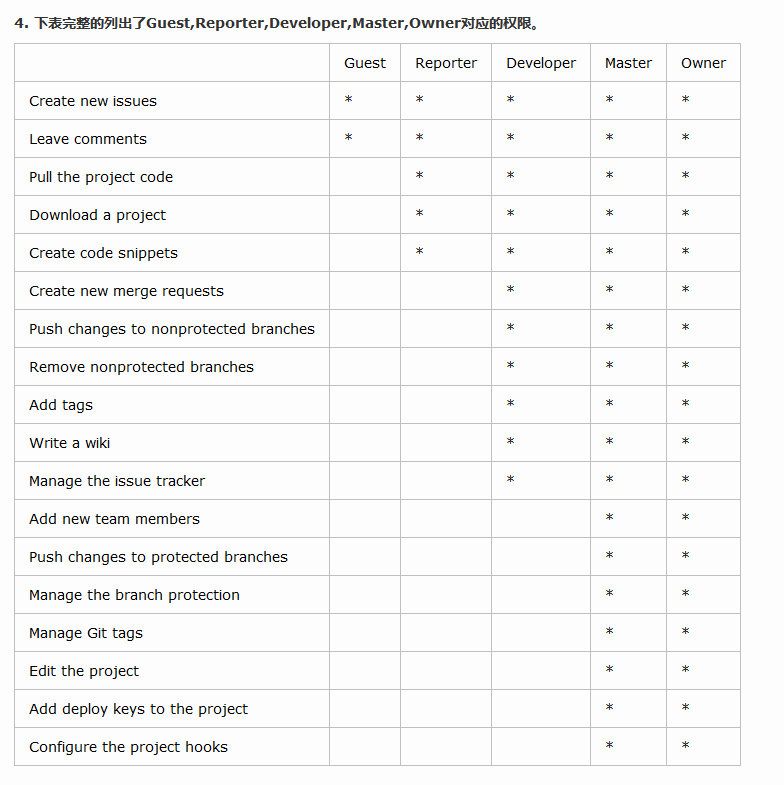 4. 下表完整的列出了Guest,Reporter,Developer,Master,Owner对应的权限。
Guest Reporter Developer Master Owner
Create new issues * * * * *
Leave comments * * * * *
Pull the project code * * * *
Download a project * * * *
Create code snippets * * * *
Create new merge requests * * *
Push changes to nonprotected branches * * *
Remove nonprotected branches * * *
Add tags * * *
Write a wiki * * *
Manage the issue tracker * * *
Add new team members * *
Push changes to protected branches * *
Manage the branch protection * *
Manage Git tags * *
Edit the project * *
Add deploy keys to the project * *
Configure the project hooks * *